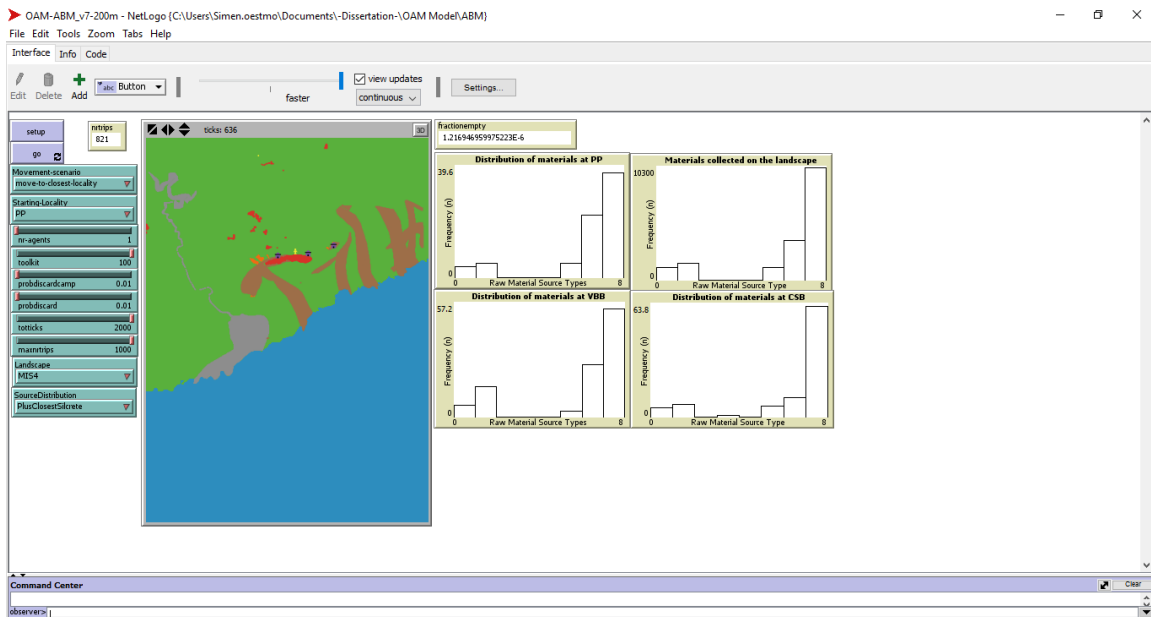 OAM-ABM_v7-200m - NetLogo {C:\Users\Simen.oestmo\Documents\-Dissertation-\OAM Model\ABM}
File Edit Tools Zoom Tabs Help
Interface Info Code
Edit Delete Add
abc Button
faster
view updates
continuous
Settings...
setup
go
nrtrips
821
Movement-scenario
move-to-closest-locality
Starting-Locality
PP
nr-agents 1
toolkit 100
probdiscardcamp 0.01
probdiscard 0.01
totticks 2000
maxnrtrips 1000
Landscape
MIS4
SourceDistribution
PlusClosestSilcrete
ticks: 636
3D
fractionempty
1.216946959975223E-6
Distribution of materials at PP
39.6
Frequency (n)
0
0 Raw Material Source Types 8
Materials collected on the landscape
10300
Frequency (n)
0
0 Raw Material Source Type 8
Distribution of materials at VBB
57.2
Frequency (n)
0
0 Raw Material Source Types 8
Distribution of materials at CSB
63.8
Frequency (n)
0
0 Raw Material Source Types 8
Command Center
Clear
observer>